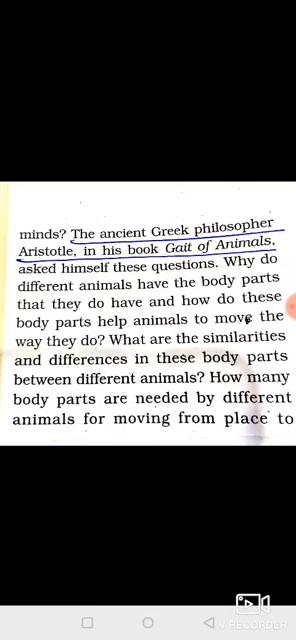 minds? The ancient Greek philosopher
Aristotle, in his book Gait of Animals,
asked himself these questions. Why do
different animals have the body parts
that they do have and how do these
body parts help animals to move the
way they do? What are the similarities
and differences in these body parts
between different animals? How many
body parts are needed by different
animals for moving from place to
V RECORDER